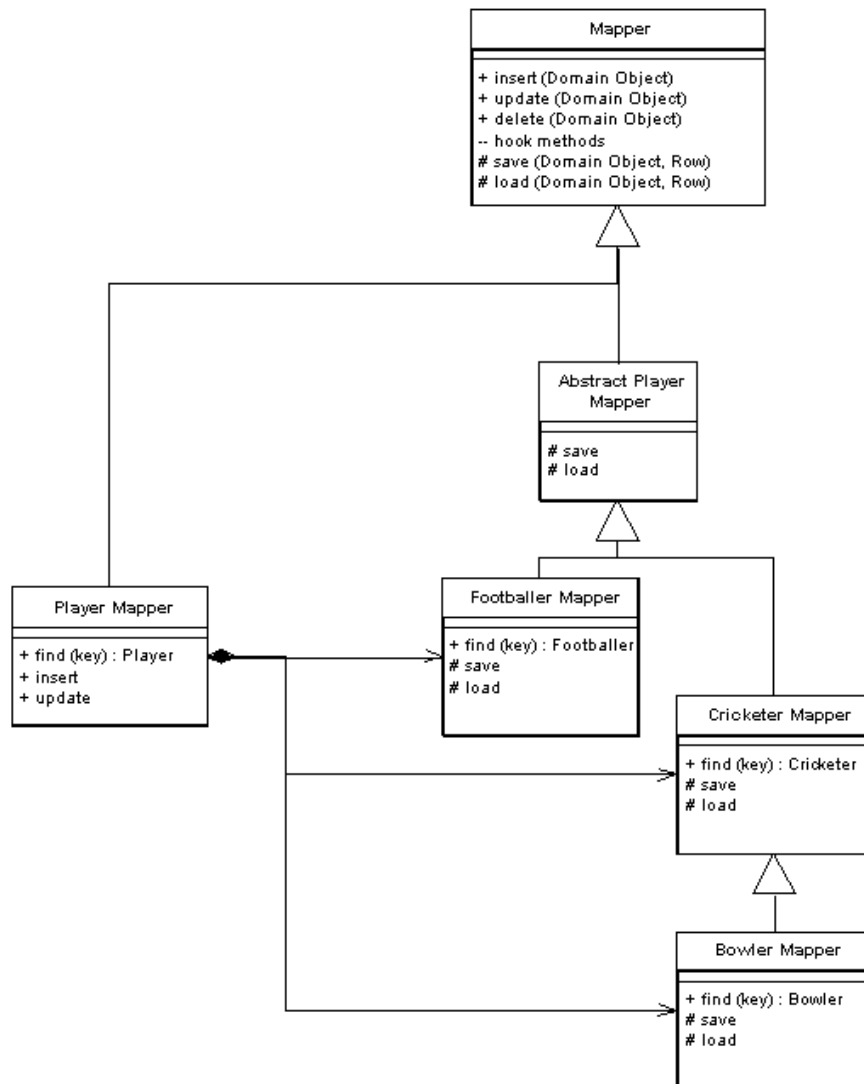 Mapper
+ insert (Domain Object)
+ update (Domain Object)
+ delete (Domain Object)
-- hook methods
# save (Domain Object, Row)
# load (Domain Object, Row)
Abstract Player
Mapper
# save
# load
Player Mapper
+ find (key) : Player
+ insert
+ update
Footballer Mapper
+ find (key) : Footballer
# save
# load
Cricketer Mapper
+ find (key) : Cricketer
# save
# load
Bowler Mapper
+ find (key) : Bowler
# save
# load